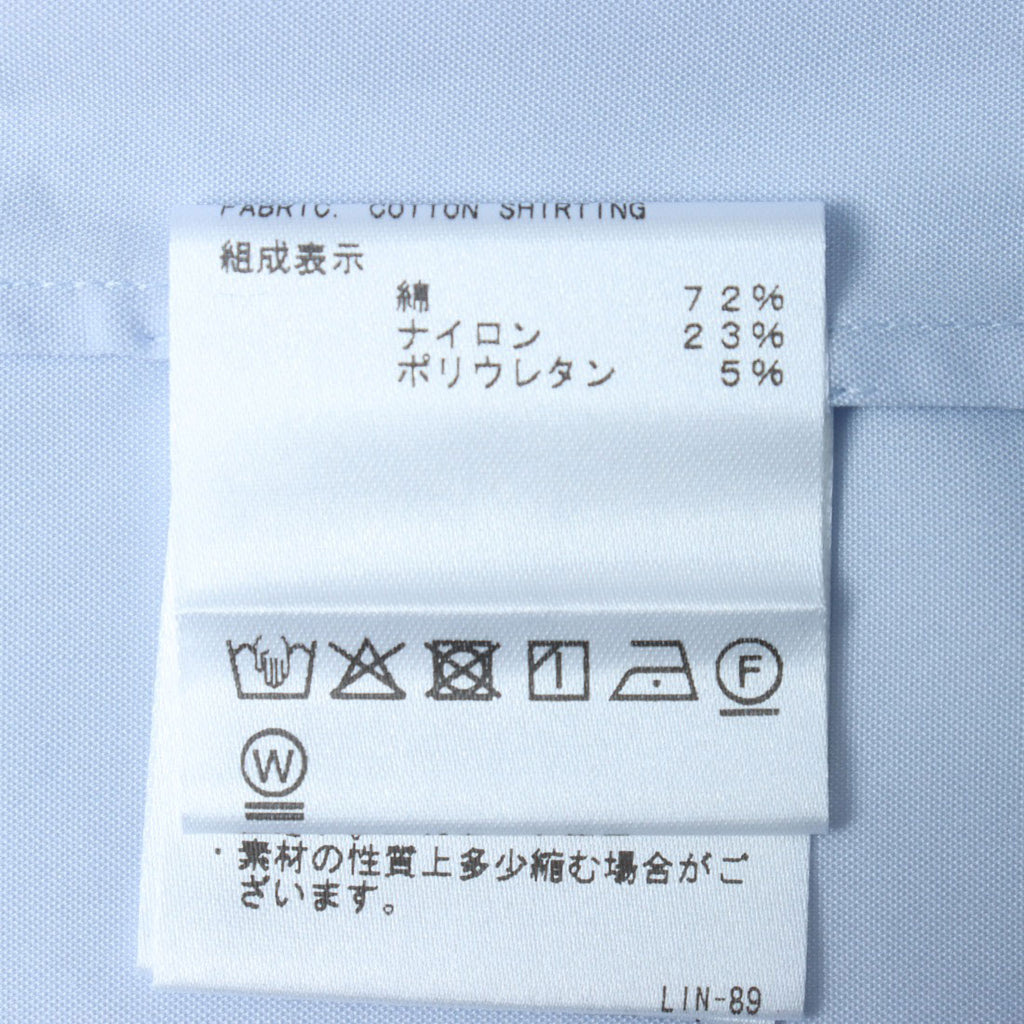 FABRIC. COTTON SHIRTING
組成表示
綿 72%
ナイロン 23%
ポリウレタン 5%
F
W
・素材の性質上多少縮む場合がご
ざいます。
LIN-89